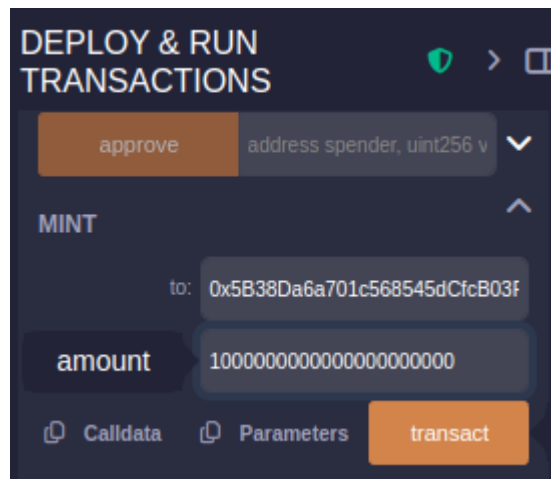 DEPLOY & RUN
TRANSACTIONS
approve address spender, uint256 v
MINT
to: 0x5B38Da6a701c568545dCfcB03F
amount 1000000000000000000000
Calldata Parameters transact